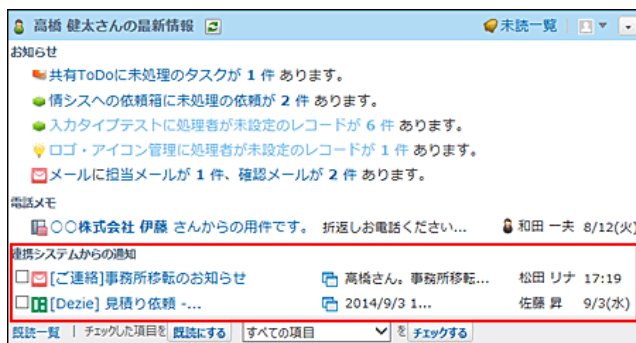 高橋 健太さんの最新情報 未読一覧
お知らせ
共有ToDoに未処理のタスクが 1 件 あります。
情シスへの依頼箱に未処理の依頼が 2 件 あります。
入力タイプテストに処理者が未設定のレコードが 6 件 あります。
ロゴ・アイコン管理に処理者が未設定のレコードが 1 件 あります。
メールに担当メールが 1 件、確認メールが 2 件 あります。
電話メモ
○○株式会社 伊藤 さんからの用件です。 折返しお電話ください... 和田 一夫 8/12(火)
連携システムからの通知
[ご連絡]事務所移転のお知らせ 高橋さん。事務所移転... 松田 リナ 17:19
[Dezie] 見積り依頼 -... 2014/9/3 1... 佐藤 昇 9/3(水)
既読一覧 | チェックした項目を 既読にする すべての項目 を チェックする